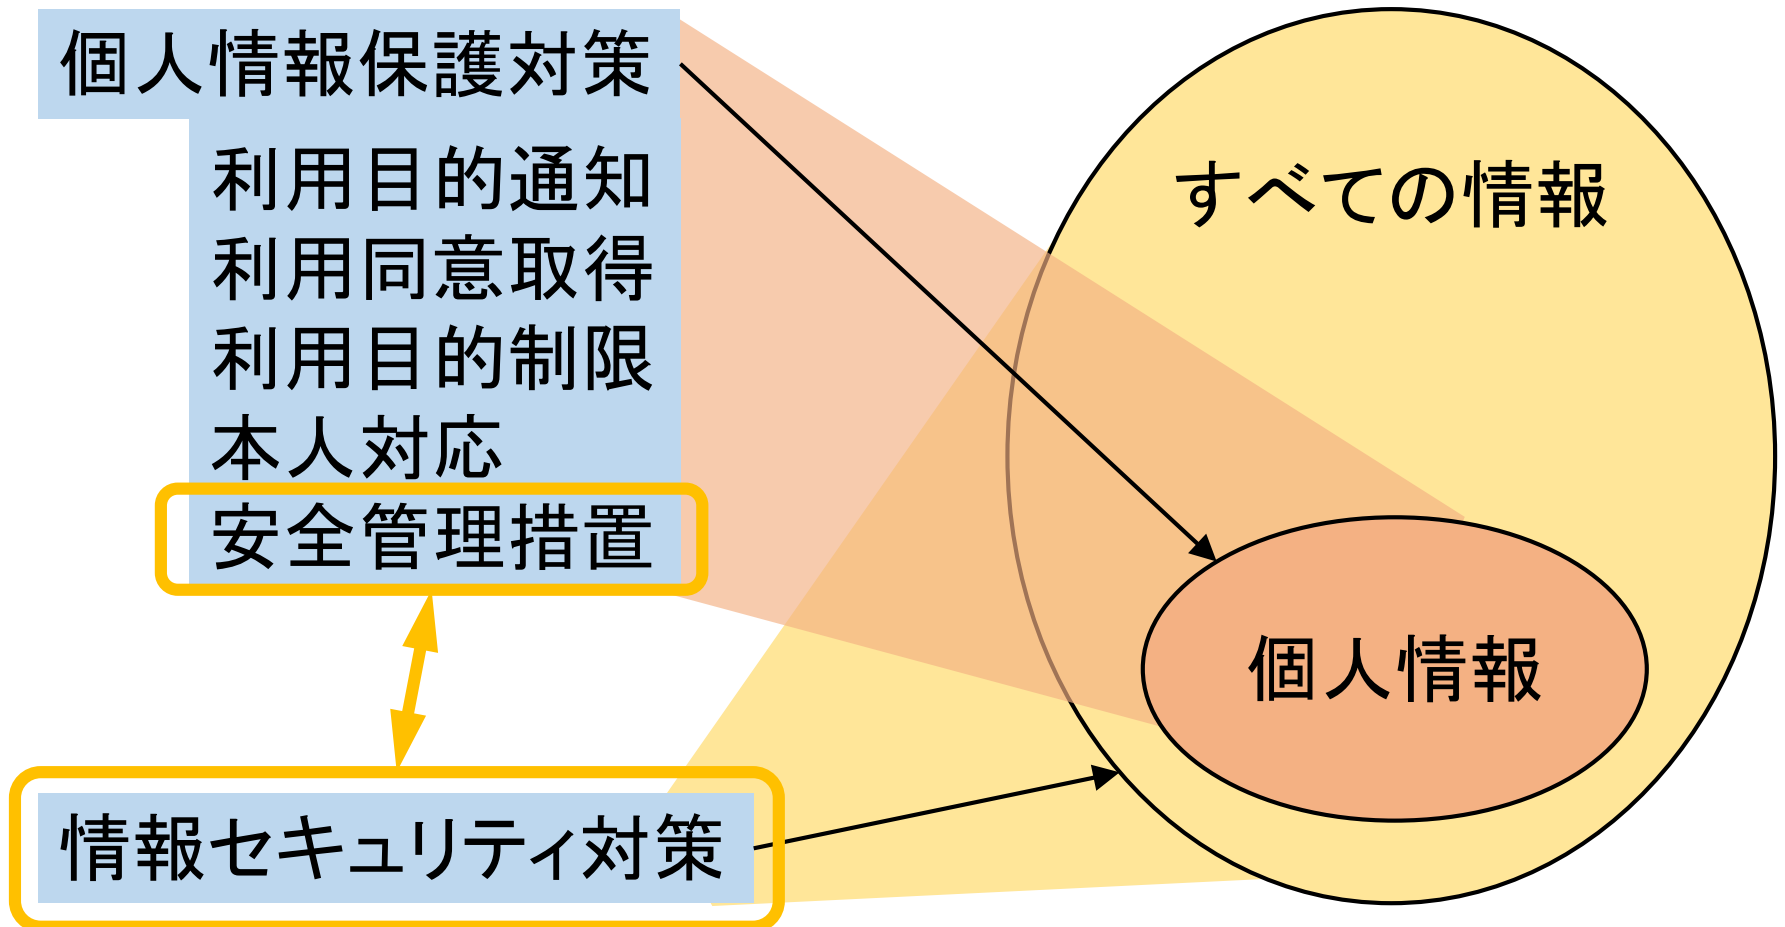 個人情報保護対策
利用目的通知
利用同意取得
利用目的制限
本人対応
安全管理措置
情報セキュリティ対策
すべての情報
個人情報